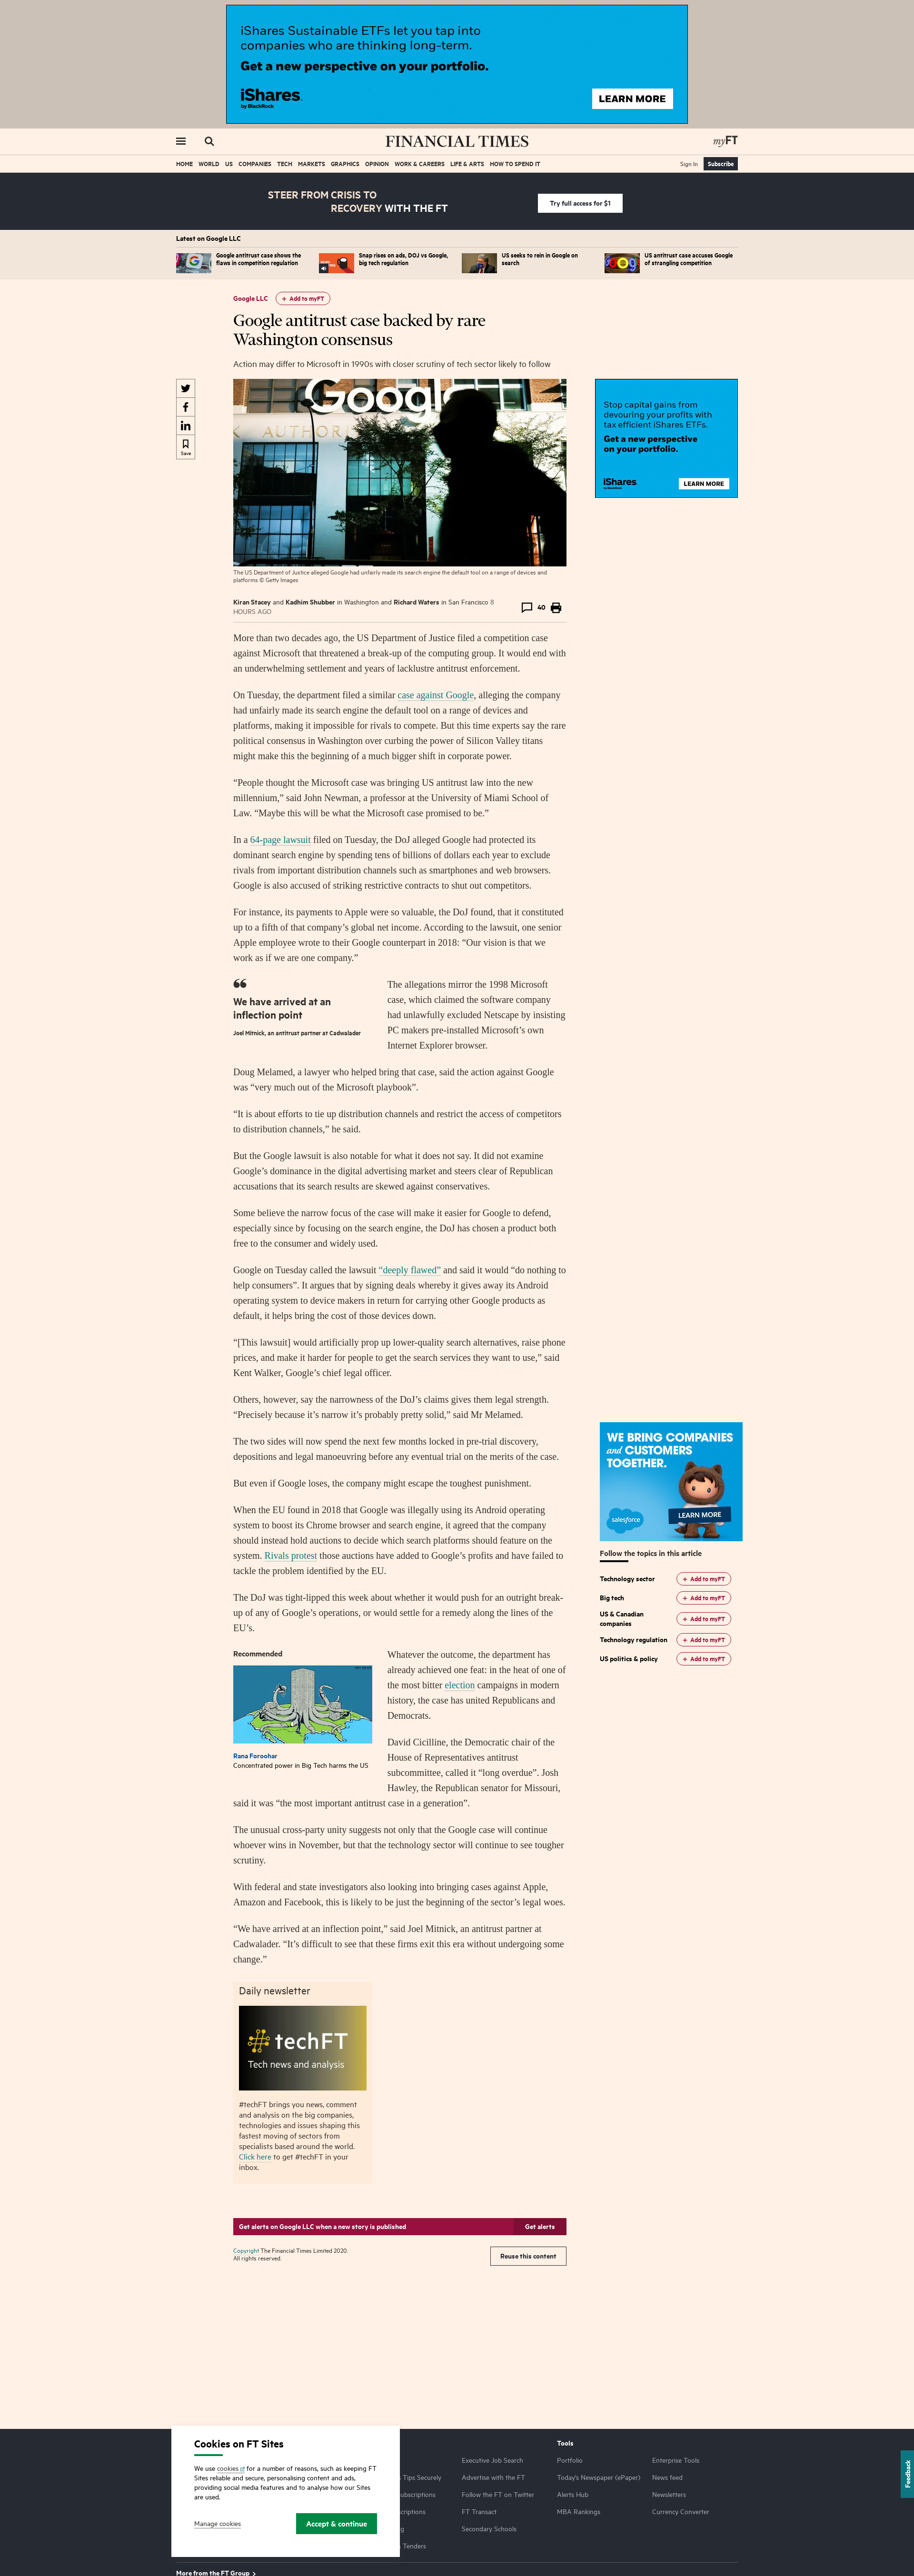 iShares Sustainable ETFs let you tap into
companies who are thinking long-term.
Get a new perspective on your portfolio.
iShares
by BlackRock
LEARN MORE
FINANCIAL TIMES
myFT
HOME WORLD US COMPANIES TECH MARKETS GRAPHICS OPINION WORK & CAREERS LIFE & ARTS HOW TO SPEND IT
Sign In Subscribe
STEER FROM CRISIS TO
RECOVERY WITH THE FT
Try full access for $1
Latest on Google LLC
Google antitrust case shows the
flaws in competition regulation
Snap rises on ads, DOJ vs Google,
big tech regulation
US seeks to rein in Google on
search
US antitrust case accuses Google
of strangling competition
Google LLC + Add to myFT
Google antitrust case backed by rare
Washington consensus
Action may differ to Microsoft in 1990s with closer scrutiny of tech sector likely to follow
Save
Google
AUTHORI
Stop capital gains from
devouring your profits with
tax efficient iShares ETFs.
Get a new perspective
on your portfolio.
iShares
by BlackRock
LEARN MORE
The US Department of Justice alleged Google had unfairly made its search engine the default tool on a range of devices and
platforms © Getty Images
Kiran Stacey and Kadhim Shubber in Washington and Richard Waters in San Francisco 8
HOURS AGO
40
More than two decades ago, the US Department of Justice filed a competition case
against Microsoft that threatened a break-up of the computing group. It would end with
an underwhelming settlement and years of lacklustre antitrust enforcement.
On Tuesday, the department filed a similar case against Google, alleging the company
had unfairly made its search engine the default tool on a range of devices and
platforms, making it impossible for rivals to compete. But this time experts say the rare
political consensus in Washington over curbing the power of Silicon Valley titans
might make this the beginning of a much bigger shift in corporate power.
“People thought the Microsoft case was bringing US antitrust law into the new
millennium,” said John Newman, a professor at the University of Miami School of
Law. “Maybe this will be what the Microsoft case promised to be.”
In a 64-page lawsuit filed on Tuesday, the DoJ alleged Google had protected its
dominant search engine by spending tens of billions of dollars each year to exclude
rivals from important distribution channels such as smartphones and web browsers.
Google is also accused of striking restrictive contracts to shut out competitors.
For instance, its payments to Apple were so valuable, the DoJ found, that it constituted
up to a fifth of that company’s global net income. According to the lawsuit, one senior
Apple employee wrote to their Google counterpart in 2018: “Our vision is that we
work as if we are one company.”
We have arrived at an
inflection point
Joel Mitnick, an antitrust partner at Cadwalader
The allegations mirror the 1998 Microsoft
case, which claimed the software company
had unlawfully excluded Netscape by insisting
PC makers pre-installed Microsoft’s own
Internet Explorer browser.
Doug Melamed, a lawyer who helped bring that case, said the action against Google
was “very much out of the Microsoft playbook”.
“It is about efforts to tie up distribution channels and restrict the access of competitors
to distribution channels,” he said.
But the Google lawsuit is also notable for what it does not say. It did not examine
Google’s dominance in the digital advertising market and steers clear of Republican
accusations that its search results are skewed against conservatives.
Some believe the narrow focus of the case will make it easier for Google to defend,
especially since by focusing on the search engine, the DoJ has chosen a product both
free to the consumer and widely used.
Google on Tuesday called the lawsuit “deeply flawed” and said it would “do nothing to
help consumers”. It argues that by signing deals whereby it gives away its Android
operating system to device makers in return for carrying other Google products as
default, it helps bring the cost of those devices down.
“[This lawsuit] would artificially prop up lower-quality search alternatives, raise phone
prices, and make it harder for people to get the search services they want to use,” said
Kent Walker, Google’s chief legal officer.
Others, however, say the narrowness of the DoJ’s claims gives them legal strength.
“Precisely because it’s narrow it’s probably pretty solid,” said Mr Melamed.
The two sides will now spend the next few months locked in pre-trial discovery,
depositions and legal manoeuvring before any eventual trial on the merits of the case.
But even if Google loses, the company might escape the toughest punishment.
When the EU found in 2018 that Google was illegally using its Android operating
system to boost its Chrome browser and search engine, it agreed that the company
should instead hold auctions to decide which search platforms should feature on the
system. Rivals protest those auctions have added to Google’s profits and have failed to
tackle the problem identified by the EU.
The DoJ was tight-lipped this week about whether it would push for an outright break-
up of any of Google’s operations, or would settle for a remedy along the lines of the
EU’s.
WE BRING COMPANIES
and CUSTOMERS
TOGETHER.
salesforce
LEARN MORE
Follow the topics in this article
Technology sector + Add to myFT
Big tech + Add to myFT
US & Canadian
companies + Add to myFT
Technology regulation + Add to myFT
US politics & policy + Add to myFT
Recommended
Rana Foroohar
Concentrated power in Big Tech harms the US
Whatever the outcome, the department has
already achieved one feat: in the heat of one of
the most bitter election campaigns in modern
history, the case has united Republicans and
Democrats.
David Cicilline, the Democratic chair of the
House of Representatives antitrust
subcommittee, called it “long overdue”. Josh
Hawley, the Republican senator for Missouri,
said it was “the most important antitrust case in a generation”.
The unusual cross-party unity suggests not only that the Google case will continue
whoever wins in November, but that the technology sector will continue to see tougher
scrutiny.
With federal and state investigators also looking into bringing cases against Apple,
Amazon and Facebook, this is likely to be just the beginning of the sector’s legal woes.
“We have arrived at an inflection point,” said Joel Mitnick, an antitrust partner at
Cadwalader. “It’s difficult to see that these firms exit this era without undergoing some
change.”
Daily newsletter
#techFT
Tech news and analysis
#techFT brings you news, comment
and analysis on the big companies,
technologies and issues shaping this
fastest moving of sectors from
specialists based around the world.
Click here to get #techFT in your
inbox.
Get alerts on Google LLC when a new story is published
Get alerts
Copyright The Financial Times Limited 2020.
All rights reserved.
Reuse this content
Cookies on FT Sites
We use cookies for a number of reasons, such as keeping FT
Sites reliable and secure, personalising content and ads,
providing social media features and to analyse how our Sites
are used.
Manage cookies
Accept & continue
Tips Securely
ubscriptions
criptions
g
Tenders
Executive Job Search
Advertise with the FT
Follow the FT on Twitter
FT Transact
Secondary Schools
Tools
Portfolio
Today's Newspaper (ePaper)
Alerts Hub
MBA Rankings
Enterprise Tools
News feed
Newsletters
Currency Converter
Feedback
More from the FT Group